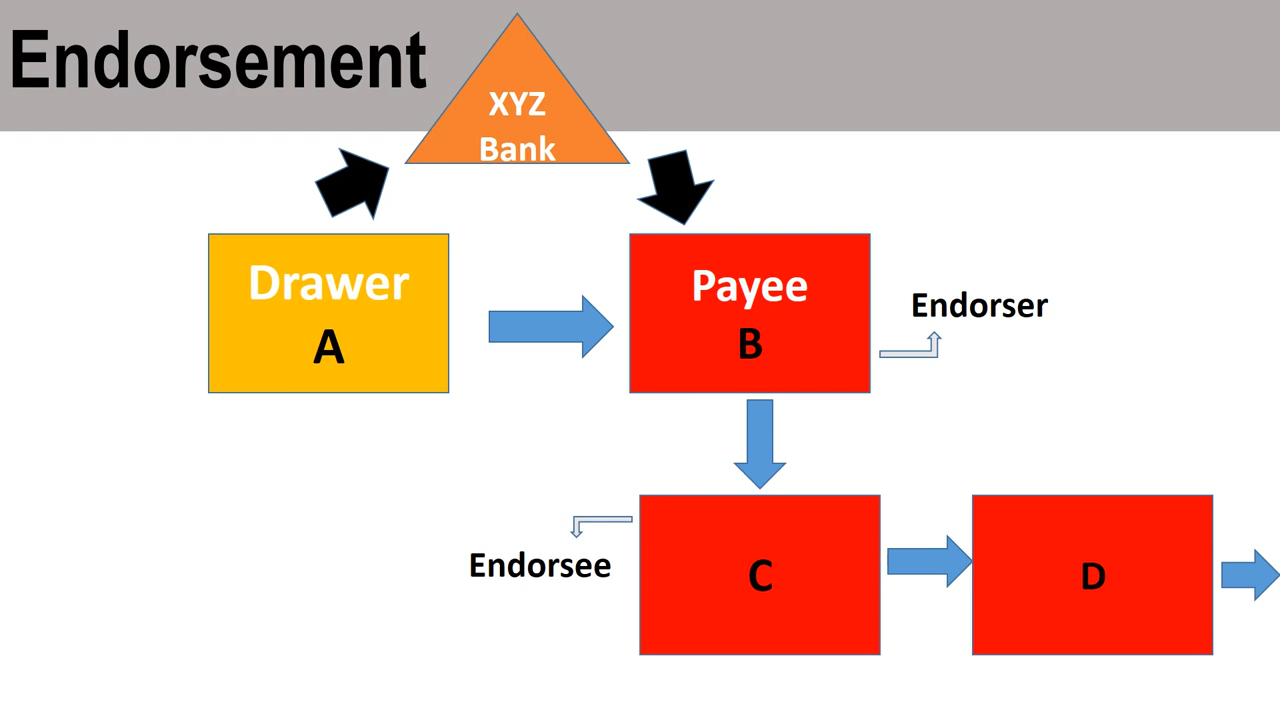 Endorsement
XYZ
Bank
Drawer
A
Payee
B
Endorser
Endorsee
C
D